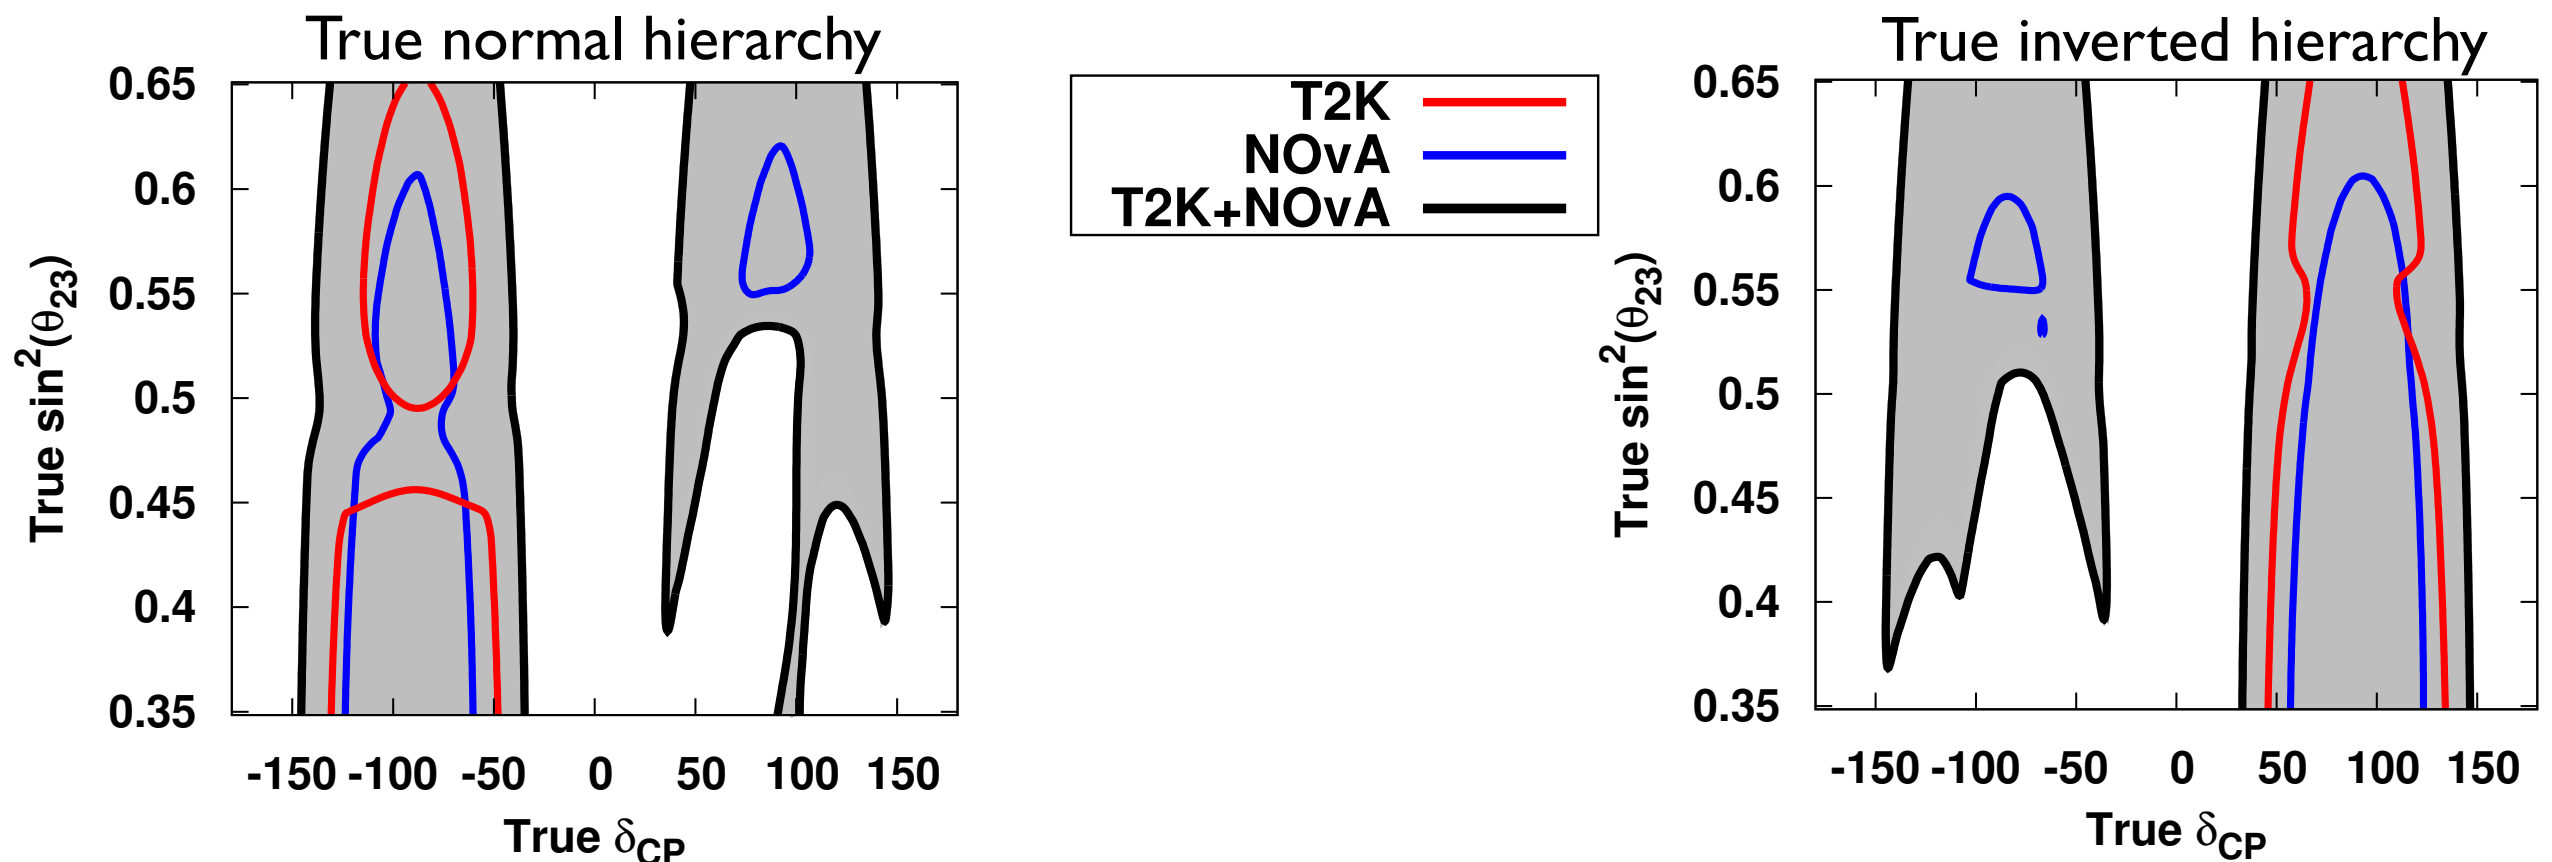 True normal hierarchy
0.65
0.6
0.55
0.5
0.45
0.4
0.35
True sin2(θ23)
-150 -100 -50 0 50 100 150
True δCP
T2K
NOvA
T2K+NOvA
True inverted hierarchy
0.65
0.6
0.55
0.5
0.45
0.4
0.35
True sin2(θ23)
-150 -100 -50 0 50 100 150
True δCP